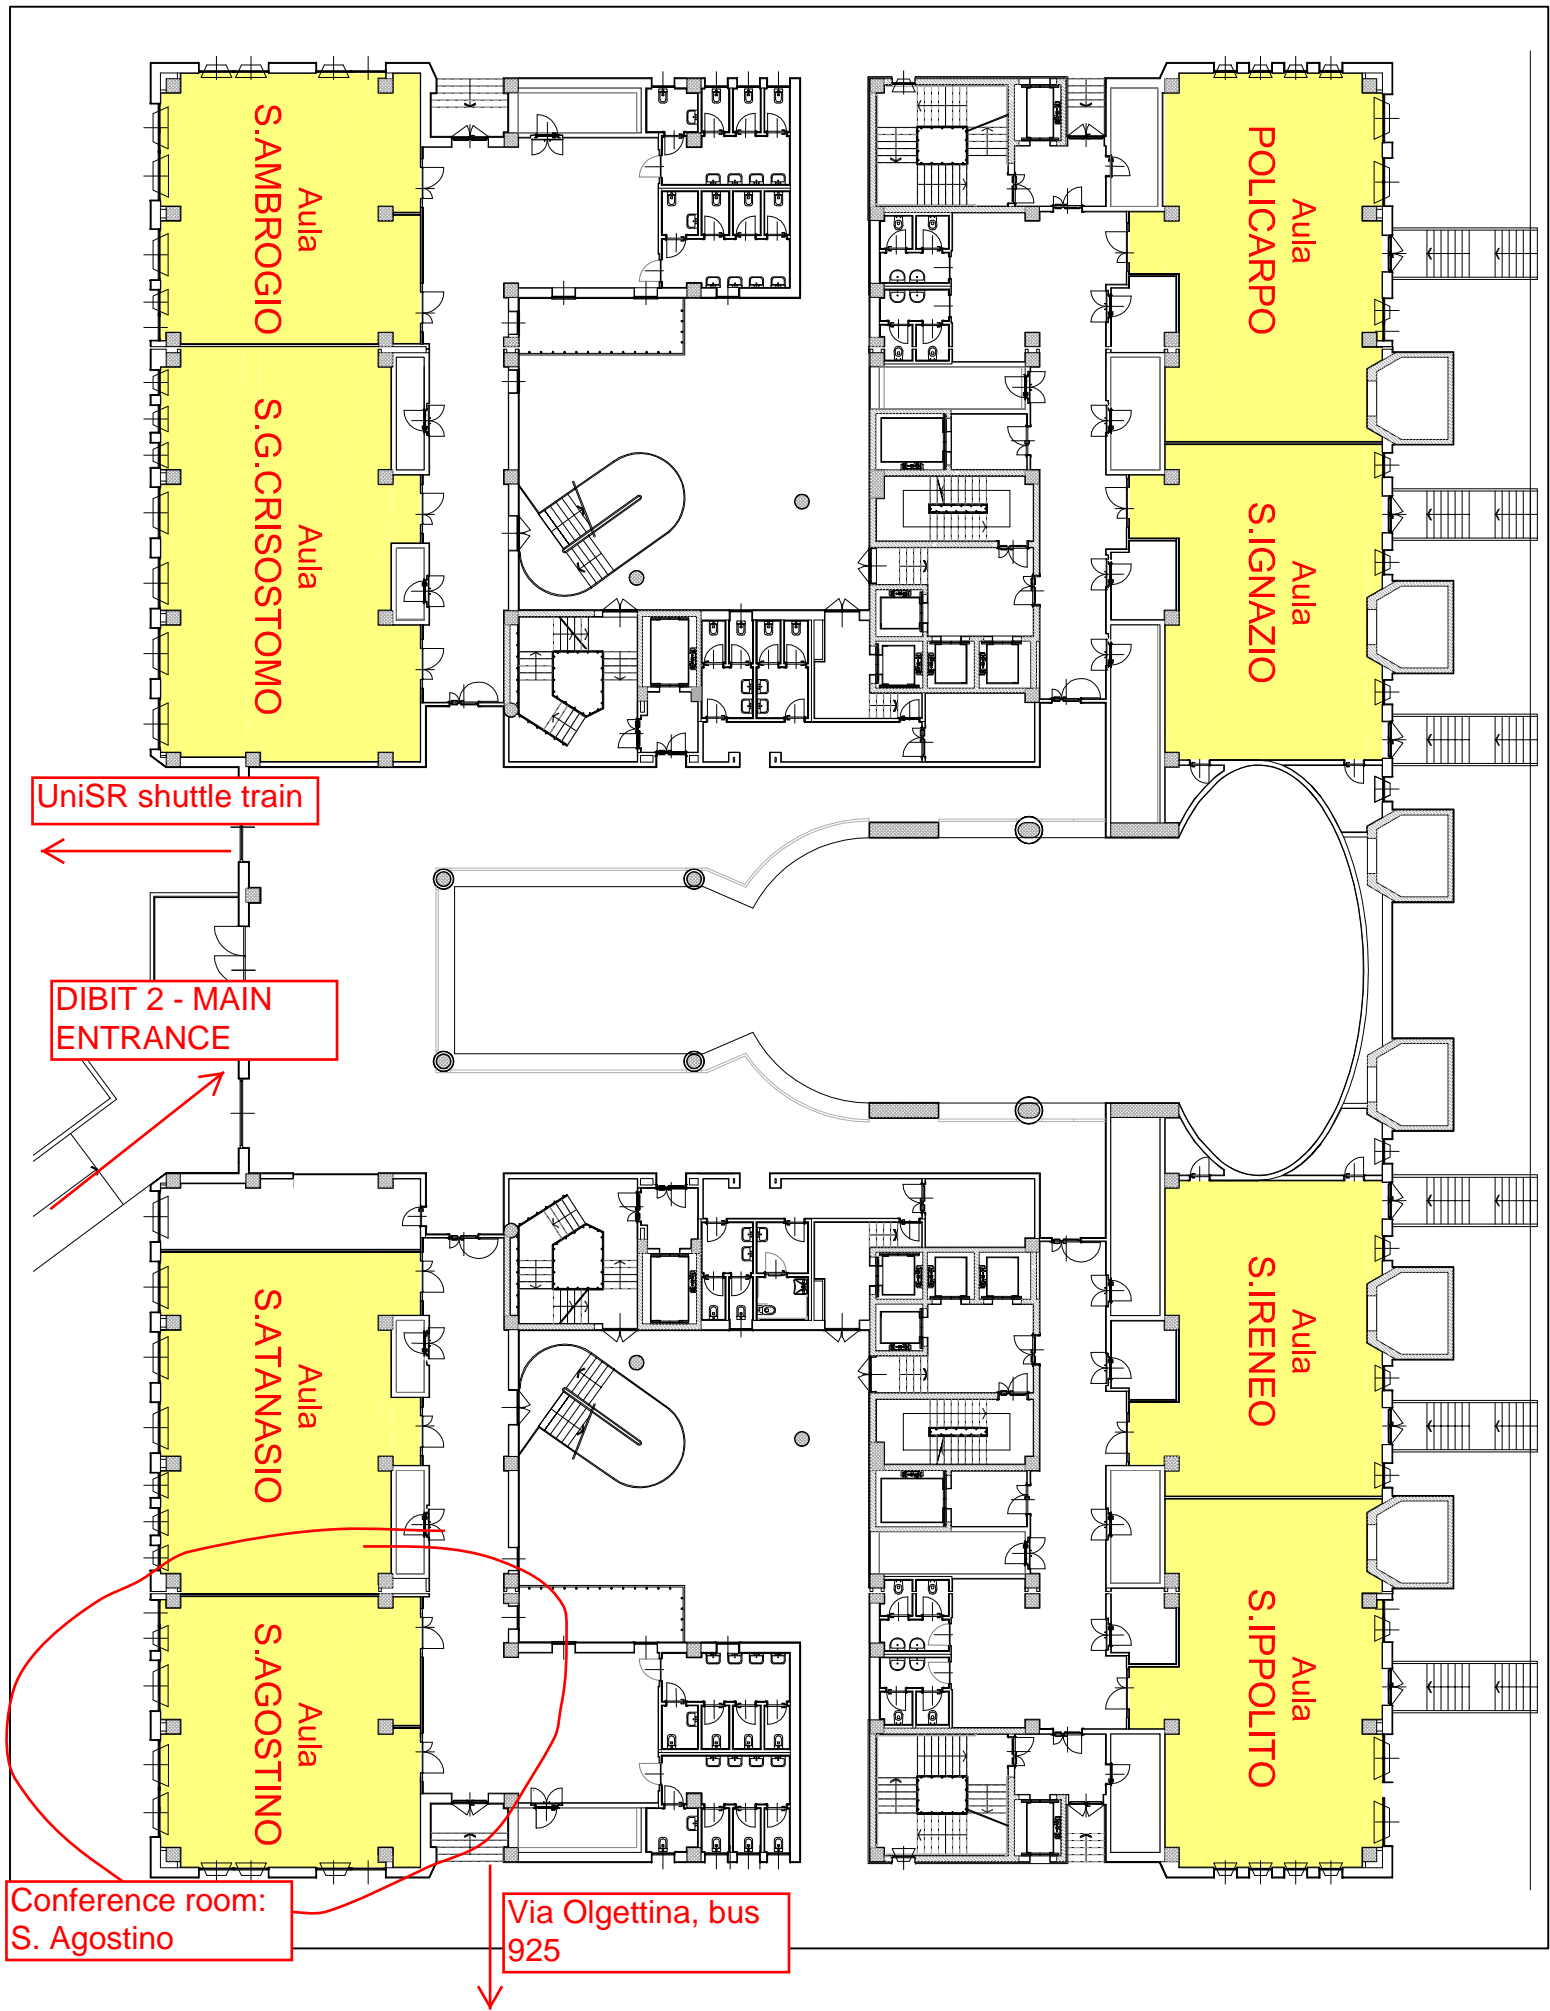 Aula
S.AMBROGIO
Aula
POLICARPO
Aula
S.G.CRISOSTOMO
Aula
S.IGNAZIO
UniSR shuttle train
DIBIT 2 - MAIN
ENTRANCE
Aula
S.ATANASIO
Aula
S.IRENEO
Aula
S.AGOSTINO
Aula
S.IPPOLITO
Conference room:
S. Agostino
Via Olgettina, bus
925